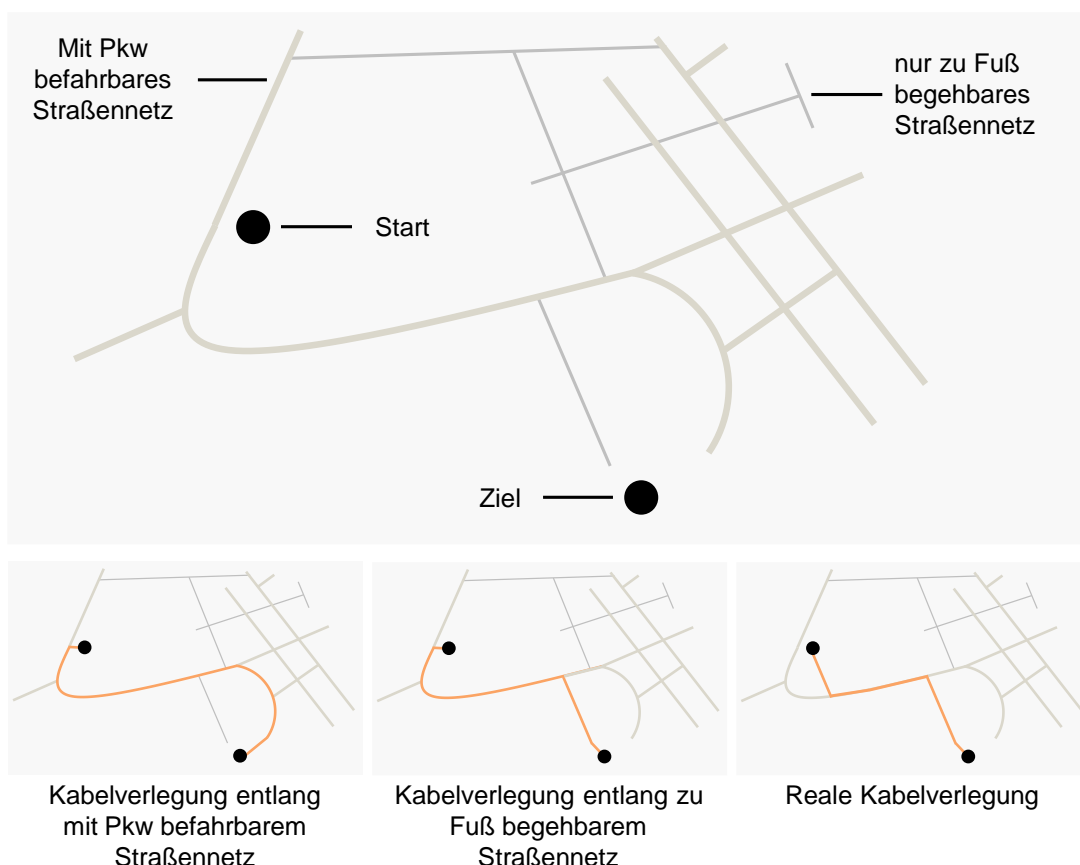 Mit Pkw
befahrbares
Straßennetz
nur zu Fuß
begehbares
Straßennetz
Start
Ziel
Kabelverlegung entlang
mit Pkw befahrbarem
Straßennetz
Kabelverlegung entlang zu
Fuß begehbarem
Straßennetz
Reale Kabelverlegung